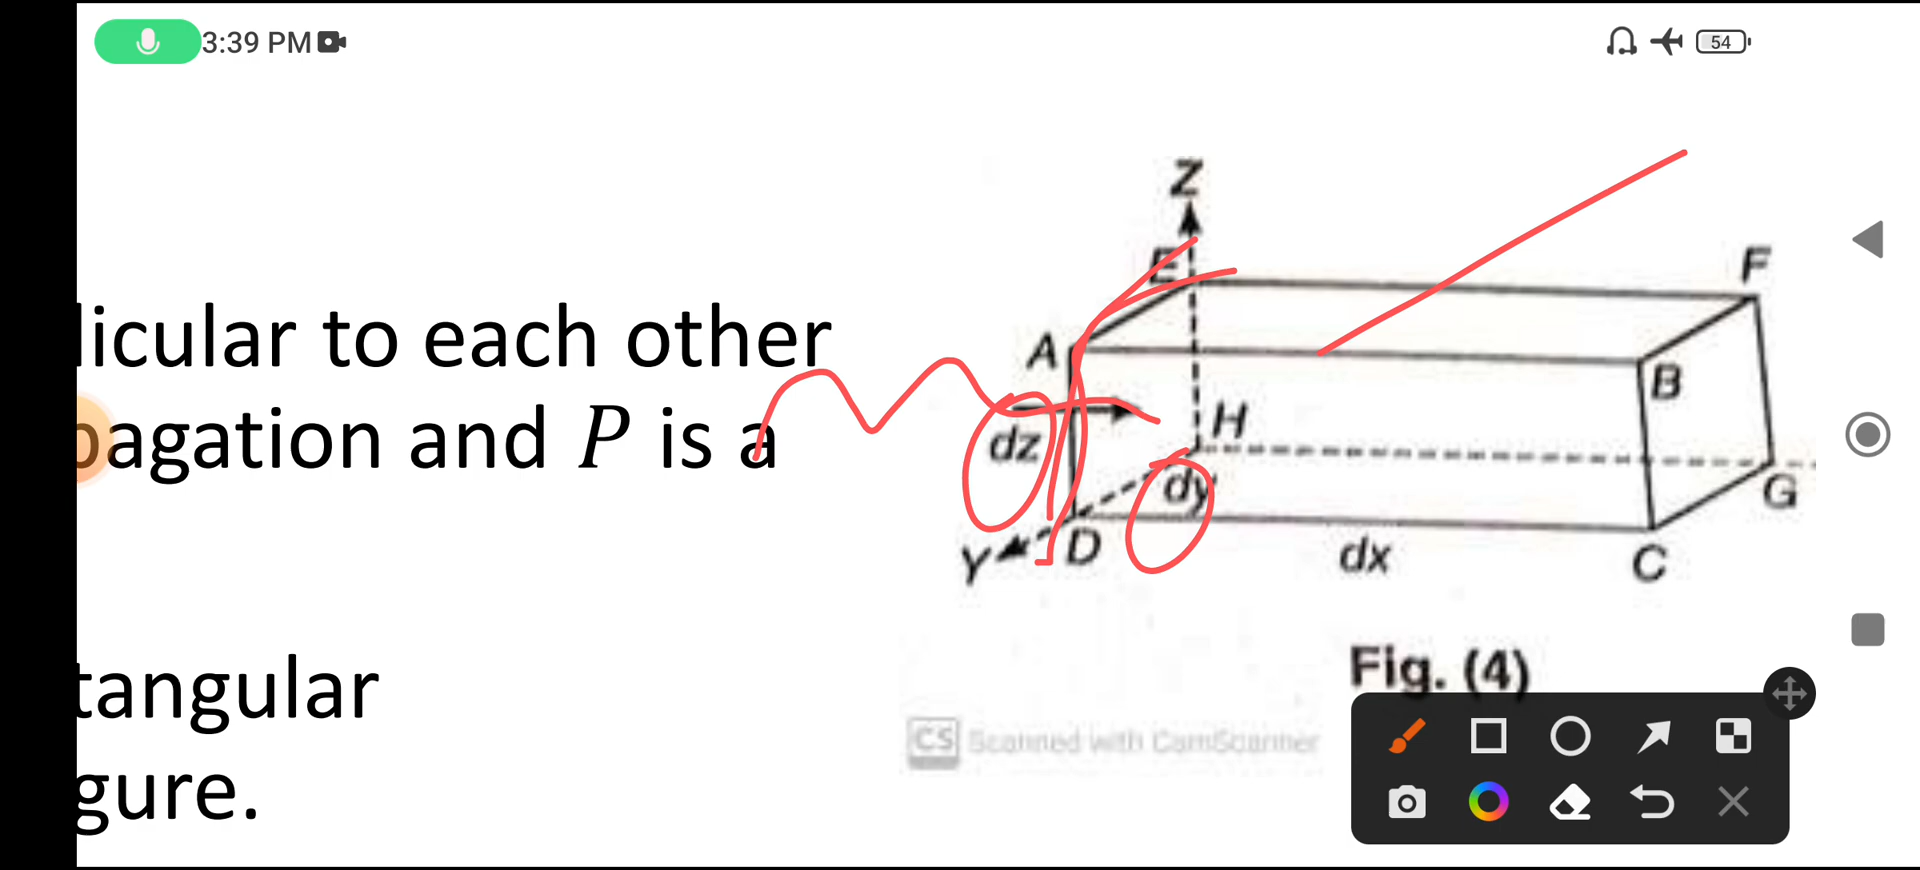 3:39 PM
54
licular to each other
pagation and P is a
tangular
gure.
Z
E
F
A
B
H
dz
dy
G
Y
D
dx
C
Fig. (4)
CS Scanned with CamScanner